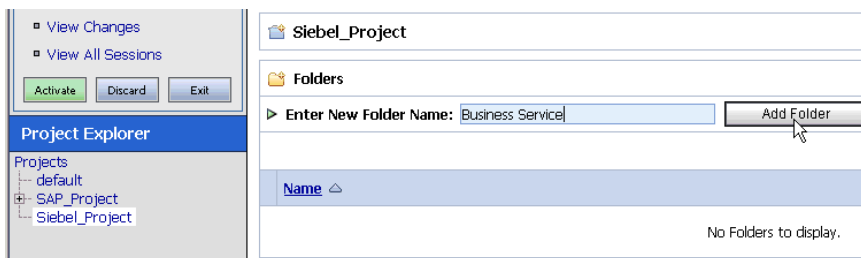 View Changes
View All Sessions
Activate Discard Exit
Project Explorer
Projects
default
SAP_Project
Siebel_Project
Siebel_Project
Folders
Enter New Folder Name: Business Service Add Folder
Name
No Folders to display.